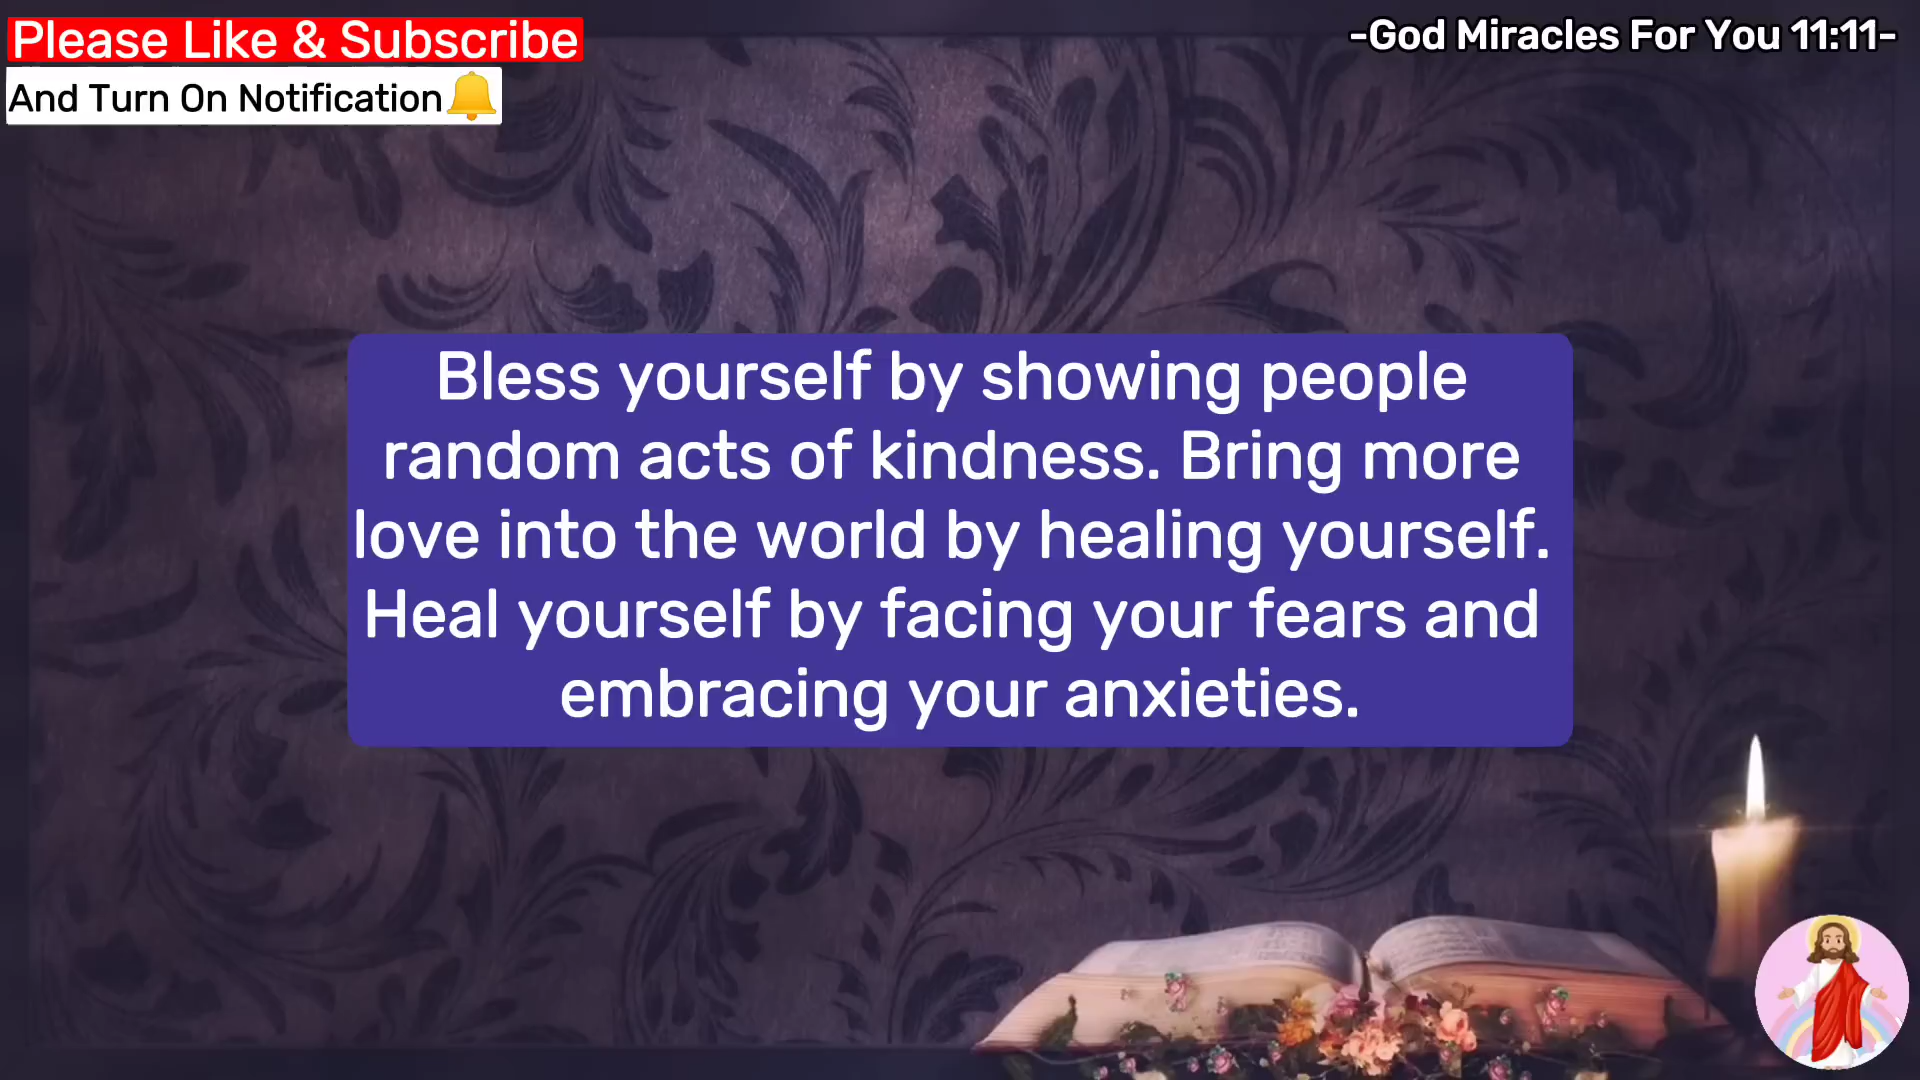 Please Like & Subscribe
-God Miracles For You 11:11-
And Turn On Notification🔔
Bless yourself by showing people
random acts of kindness. Bring more
love into the world by healing yourself.
Heal yourself by facing your fears and
embracing your anxieties.